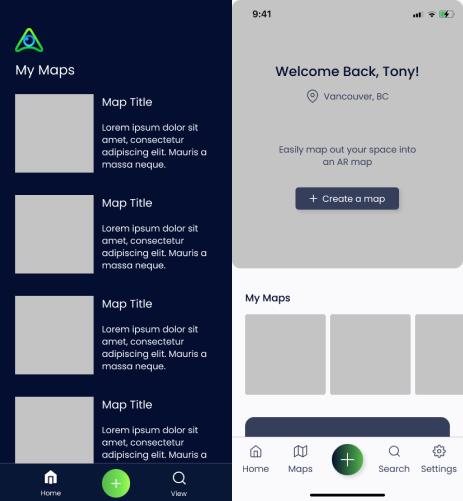 My Maps
Map Title
Lorem ipsum dolor sit
amet, consectetur
adipiscing elit. Mauris a
massa neque.
Map Title
Lorem ipsum dolor sit
amet, consectetur
adipiscing elit. Mauris a
massa neque.
Map Title
Lorem ipsum dolor sit
amet, consectetur
adipiscing elit. Mauris a
massa neque.
Map Title
Lorem ipsum dolor sit
amet, consectetur
adipiscing elit. Mauris a
massa neque.
Home
View
9:41
Welcome Back, Tony!
Vancouver, BC
Easily map out your space into
an AR map
+ Create a map
My Maps
Home
Maps
Search
Settings